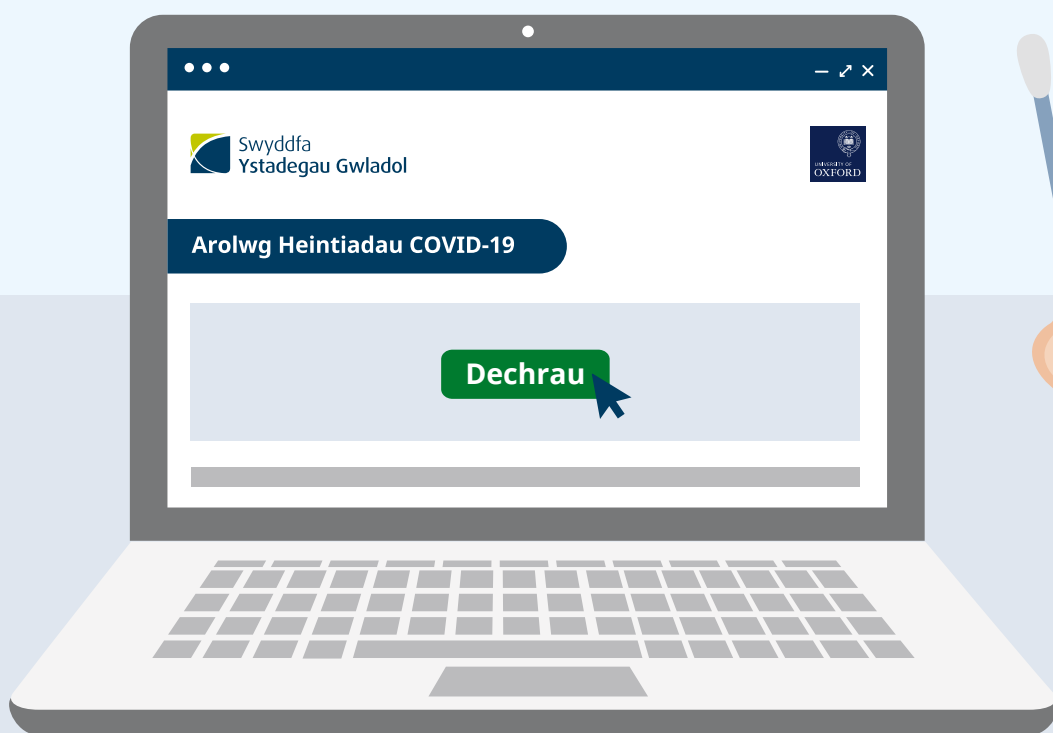 Swyddfa
Ystadegau Gwladol
UNIVERSITY OF
OXFORD
Arolwg Heintiadau COVID-19
Dechrau